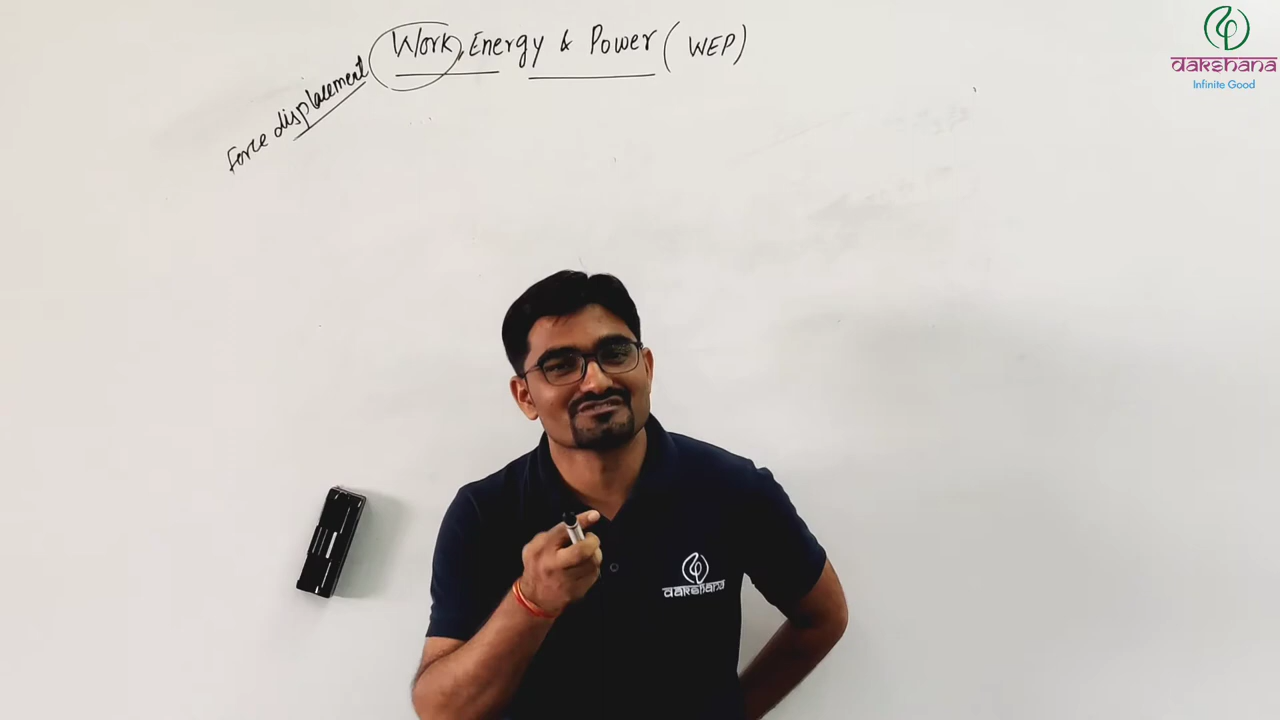 Work, Energy & Power (WEP)
Force displacement
dakshana
Infinite Good
dakshana